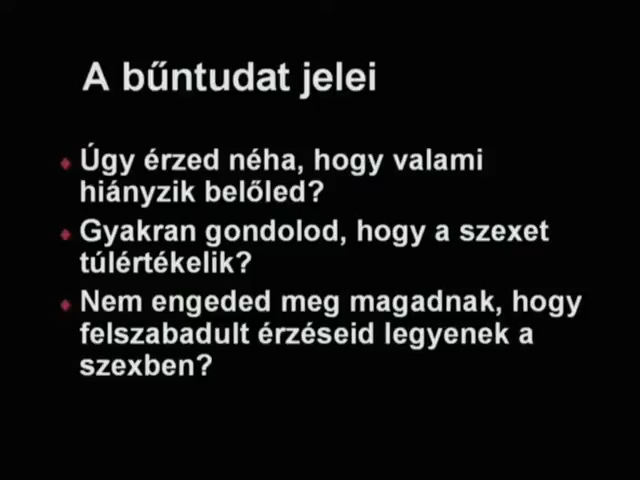 A bűntudat jelei
Úgy érzed néha, hogy valami
hiányzik belőled?
Gyakran gondolod, hogy a szexet
túlértékelik?
Nem engeded meg magadnak, hogy
felszabadult érzéseid legyenek a
szexben?